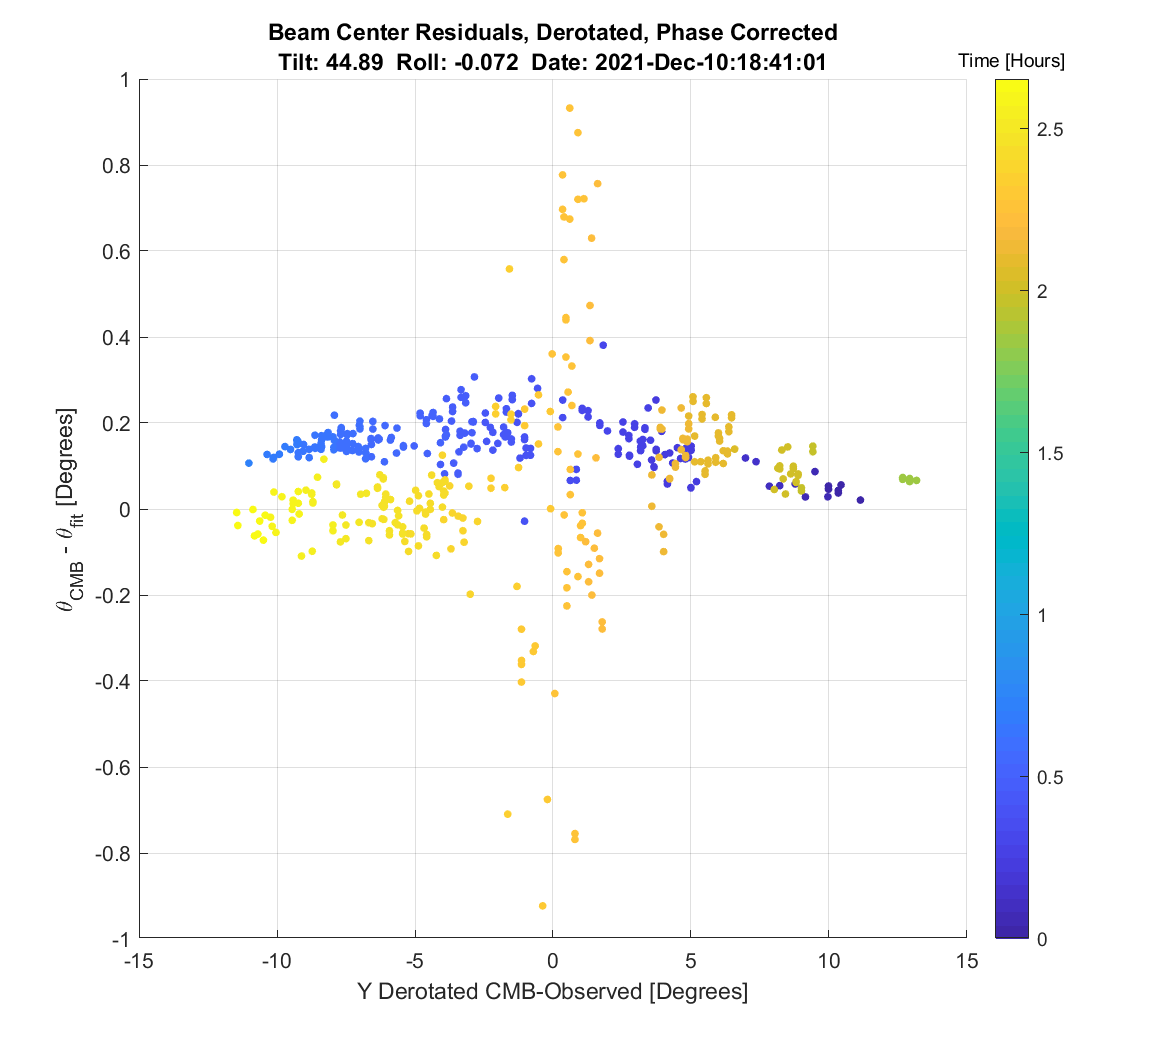 Beam Center Residuals, Derotated, Phase Corrected
Tilt: 44.89 Roll: -0.072 Date: 2021-Dec-10:18:41:01
Time [Hours]
1
0.8
0.6
0.4
0.2
0
-0.2
-0.4
-0.6
-0.8
-1
θCMB - θfit [Degrees]
-15 -10 -5 0 5 10 15
Y Derotated CMB-Observed [Degrees]
2.5
2
1.5
1
0.5
0